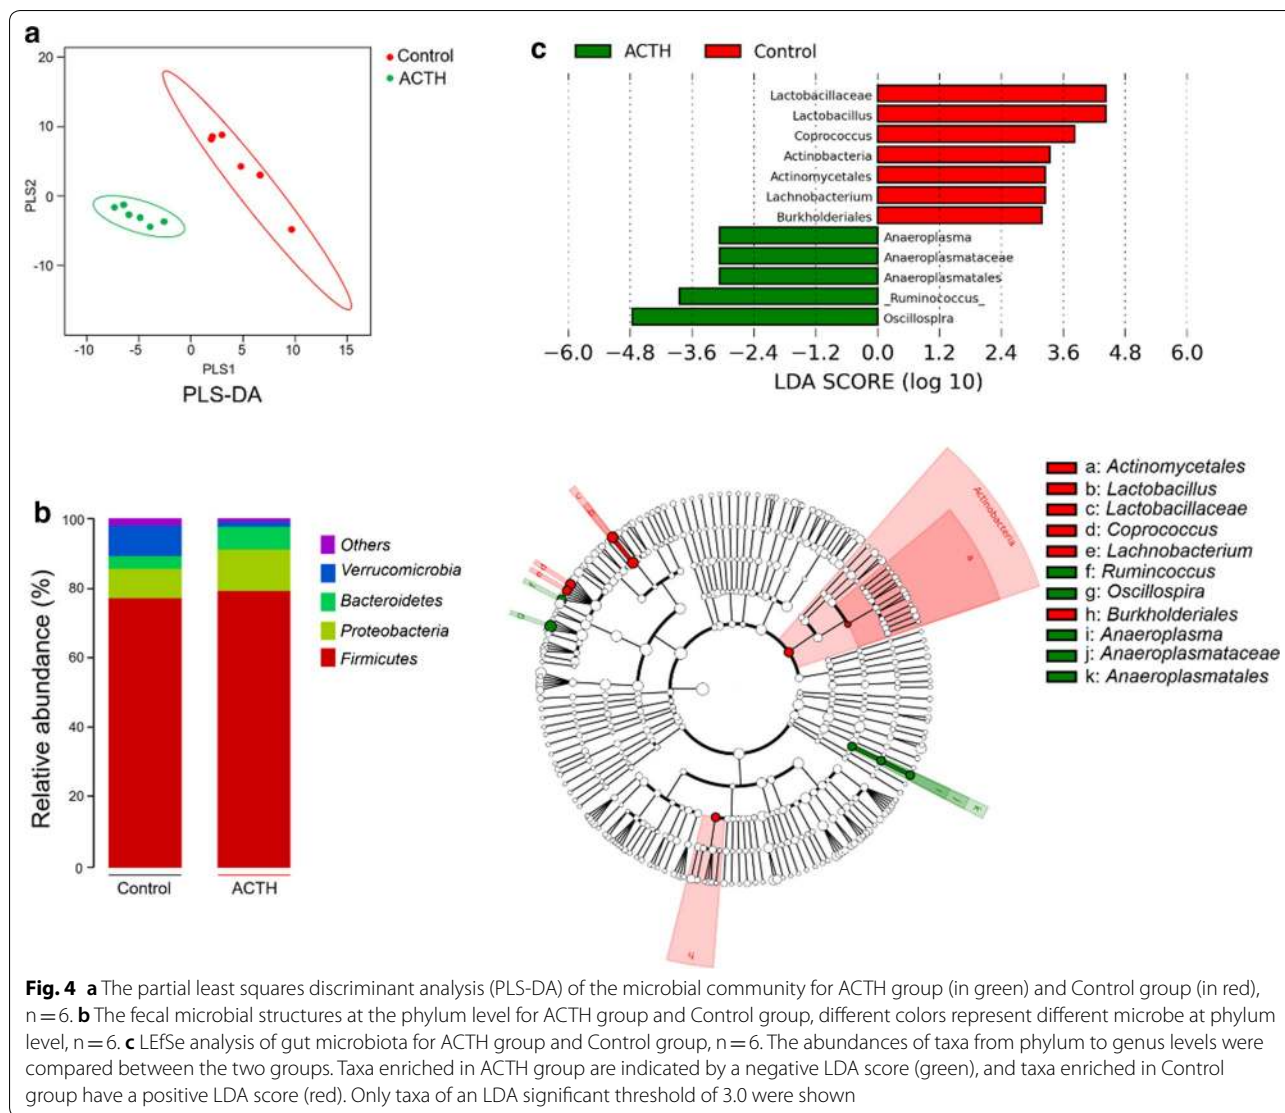 a
20
10
0
-10
PLS2
-10
-5
0
5
10
15
PLS1
PLS-DA
Control
ACTH
c
ACTH
Control
Lactobacillaceae
Lactobacillus
Coprococcus
Actinobacteria
Actinomycetales
Lachnobacterium
Burkholderiales
Anaeroplasma
Anaeroplasmataceae
Anaeroplasmatales
_Ruminococcus_
Oscillospira
−6.0 −4.8 −3.6 −2.4 −1.2 0.0 1.2 2.4 3.6 4.8 6.0
LDA SCORE (log 10)
b
100
80
60
40
20
0
Relative abundance (%)
Control
ACTH
Others
Verrucomicrobia
Bacteroidetes
Proteobacteria
Firmicutes
Actinobacteria
a
h
a: Actinomycetales
b: Lactobacillus
c: Lactobacillaceae
d: Coprococcus
e: Lachnobacterium
f: Rumincoccus
g: Oscillospira
h: Burkholderiales
i: Anaeroplasma
j: Anaeroplasmataceae
k: Anaeroplasmatales
Fig. 4 a The partial least squares discriminant analysis (PLS-DA) of the microbial community for ACTH group (in green) and Control group (in red),
n = 6. b The fecal microbial structures at the phylum level for ACTH group and Control group, different colors represent different microbe at phylum
level, n = 6. c LEfSe analysis of gut microbiota for ACTH group and Control group, n = 6. The abundances of taxa from phylum to genus levels were
compared between the two groups. Taxa enriched in ACTH group are indicated by a negative LDA score (green), and taxa enriched in Control
group have a positive LDA score (red). Only taxa of an LDA significant threshold of 3.0 were shown